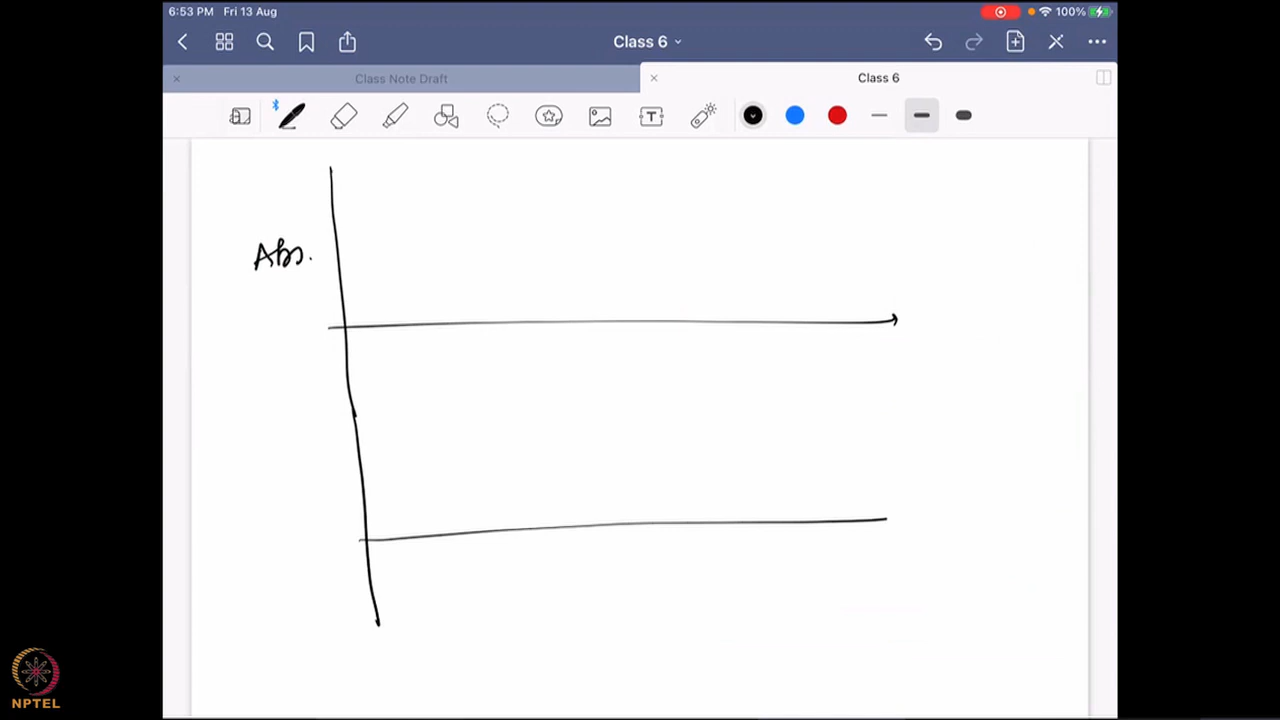 6:53 PM Fri 13 Aug
100%
Class 6
Class Note Draft
Class 6
T
Abs.
NPTEL